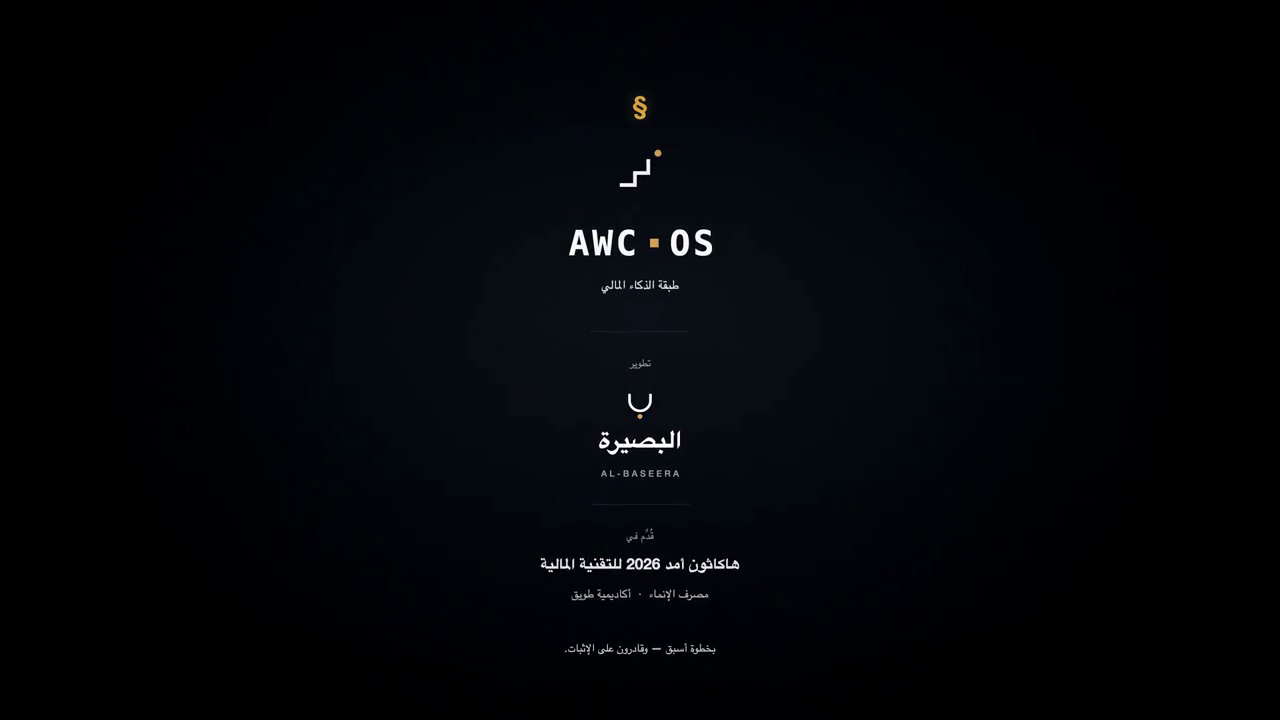 §
AWC·OS
طبقة الذكاء المالي
تطوير
ب
البصيرة
AL-BASEERA
قُدِّم في
هاكاثون أمد 2026 للتقنية المالية
مصرف الإنماء · أكاديمية طويق
بخطوة أسبق — وقادرون على الإثبات.